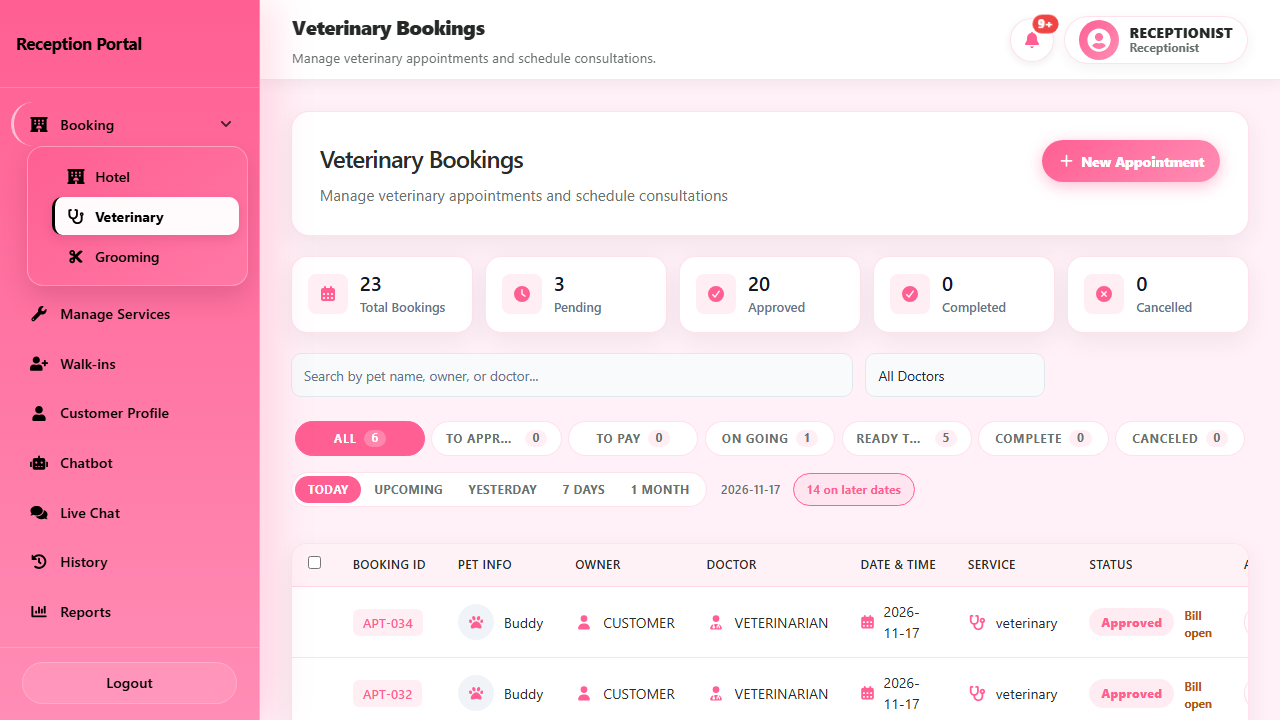 Reception Portal
Booking
Hotel
Veterinary
Grooming
Manage Services
Walk-ins
Customer Profile
Chatbot
Live Chat
History
Reports
Logout
Veterinary Bookings
Manage veterinary appointments and schedule consultations.
9+
RECEPTIONIST
Receptionist
Veterinary Bookings
Manage veterinary appointments and schedule consultations
+ New Appointment
23
Total Bookings
3
Pending
20
Approved
0
Completed
0
Cancelled
Search by pet name, owner, or doctor...
All Doctors
ALL 6
TO APPR... 0
TO PAY 0
ON GOING 1
READY T... 5
COMPLETE 0
CANCELED 0
TODAY UPCOMING YESTERDAY 7 DAYS 1 MONTH 2026-11-17 14 on later dates
BOOKING ID PET INFO OWNER DOCTOR DATE & TIME SERVICE STATUS
APT-034 Buddy CUSTOMER VETERINARIAN 2026-11-17 veterinary Approved Bill open
APT-032 Buddy CUSTOMER VETERINARIAN 2026-11-17 veterinary Approved Bill open